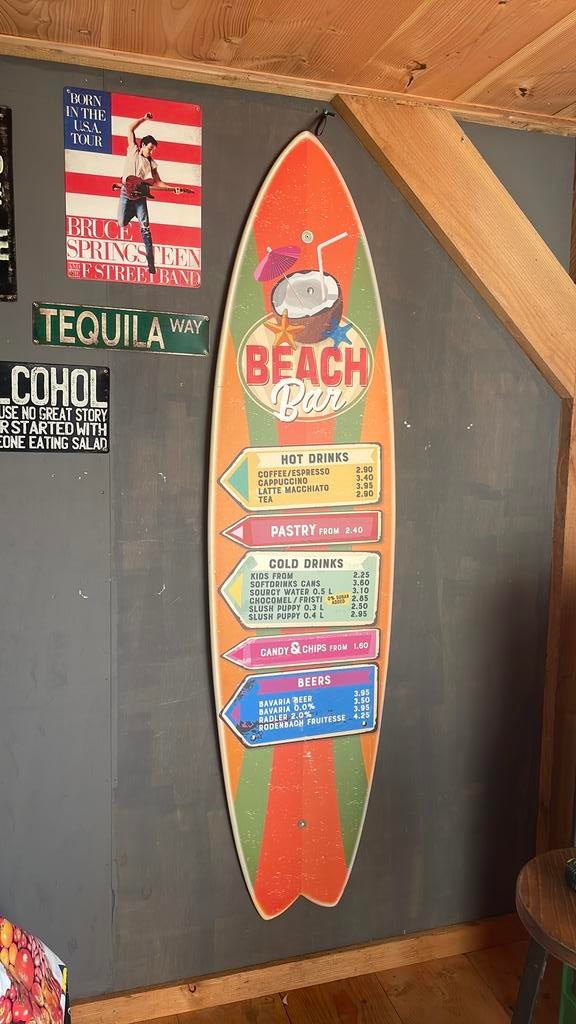 BORN
IN THE
U.S.A.
TOUR
BRUCE
SPRINGSTEEN
AND THE E STREET BAND
TEQUILA WAY
LCOHOL
USE NO GREAT STORY
R STARTED WITH
EONE EATING SALAD
BEACH
Bar
HOT DRINKS
COFFEE/ESPRESSO 2.90
CAPPUCCINO 3.40
LATTE MACCHIATO 3.95
TEA 2.90
PASTRY FROM 2.40
COLD DRINKS
KIDS FROM 2.25
SOFTDRINKS CANS 3.60
SOURCY WATER 0.5 L 3.10
CHOCOMEL / FRISTI 0% SUGAR ADDED 2.85
SLUSH PUPPY 0.3 L 2.50
SLUSH PUPPY 0.4 L 2.95
CANDY & CHIPS FROM 1.60
BEERS
BAVARIA BEER 3.95
BAVARIA 0.0% 3.50
RADLER 2.0% 3.95
RODENBACH FRUITESSE 4.25